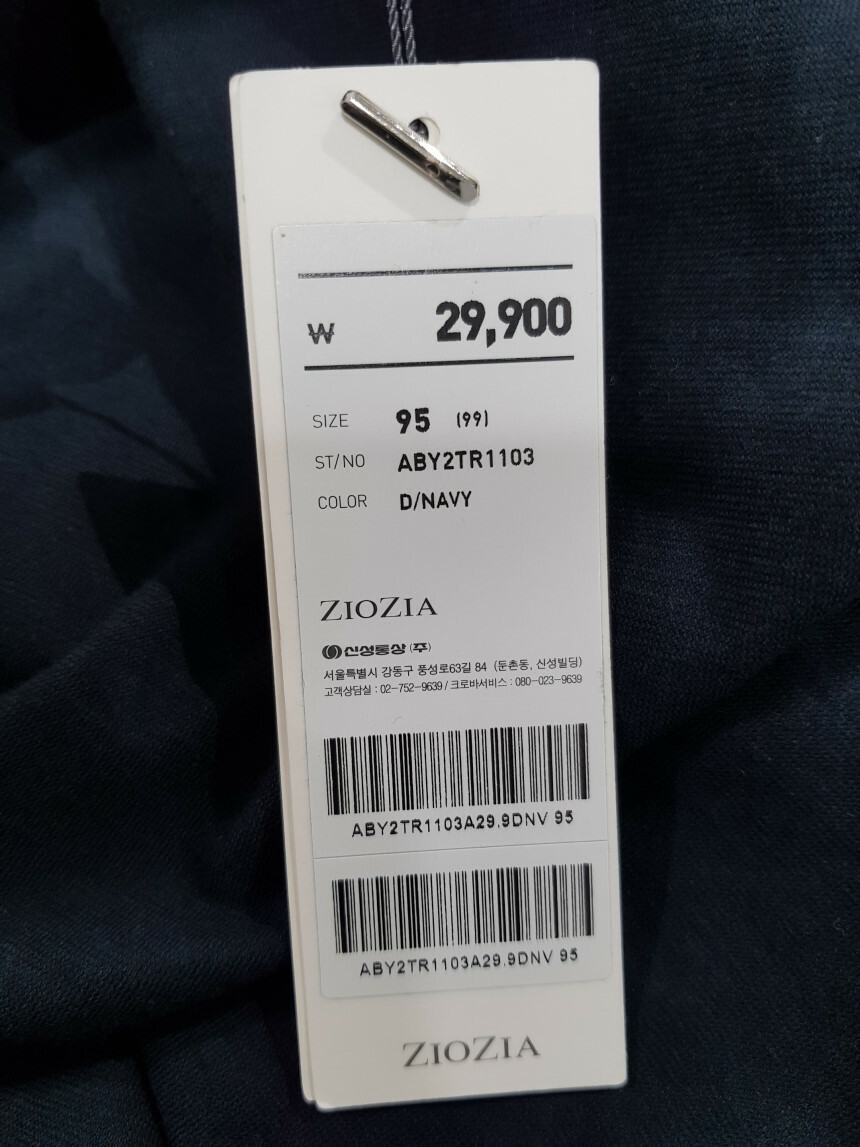 ₩ 29,900
SIZE 95 (99)
ST/NO ABY2TR1103
COLOR D/NAVY
ZIOZIA
신성통상(주)
서울특별시 강동구 풍성로63길 84 (둔촌동, 신성빌딩)
고객상담실 : 02-752-9639 / 크로바서비스 : 080-023-9639
ABY2TR1103A29.9DNV 95
ABY2TR1103A29.9DNV 95
ZIOZIA